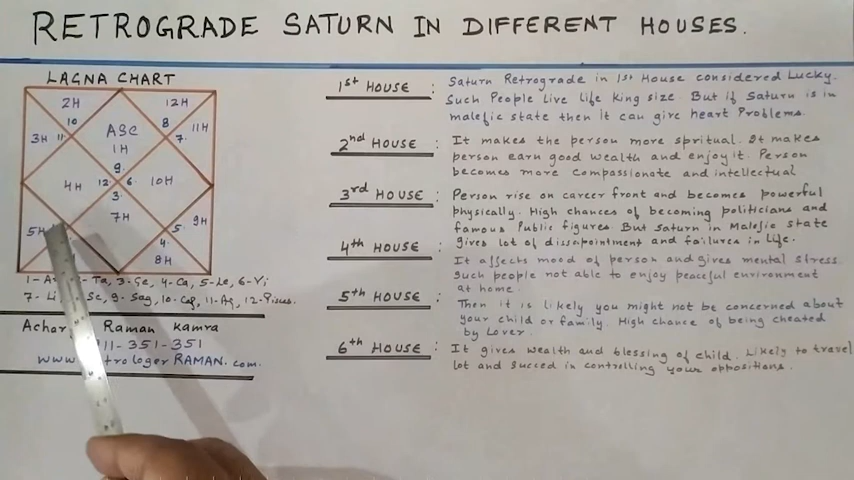 RETROGRADE SATURN IN DIFFERENT HOUSES.
LAGNA CHART
2H
12H
10
8
3H
11
ASC
1H
7
11H
9
4H
12
6
10H
3
7H
5H
5
9H
4
8H
Ta, 3-Ge, 4-Ca, 5-Le, 6-Vi
7- Sc, 9-Sag, 10-Cap, 11-Aq, 12-Pisces.
Raman Kamra
11-351-351
www. trologerRAMAN.com.
1st HOUSE : Saturn Retrograde in 1st House considered Lucky.
Such People Live life King size. But if Saturn is in
malefic state then it can give heart Problems.
2nd HOUSE : It makes the person more spritual. It makes
person earn good wealth and enjoy it. Person
becomes more Compassionate and intellectual
3rd HOUSE : Person rise on career front and becomes powerful
physically. High chances of becoming politicians and
famous Public figures. But Saturn in Malefic state
gives lot of dissapointment and failures in Life.
4th HOUSE : It affects mood of person and gives mental stress.
Such people not able to enjoy peaceful environment
at home.
5th HOUSE : Then it is likely you might not be concerned about
your child or family. High chance of being cheated
by Lover.
6th HOUSE : It gives wealth and blessing of child. Likely to travel
lot and succed in controlling your oppositions.